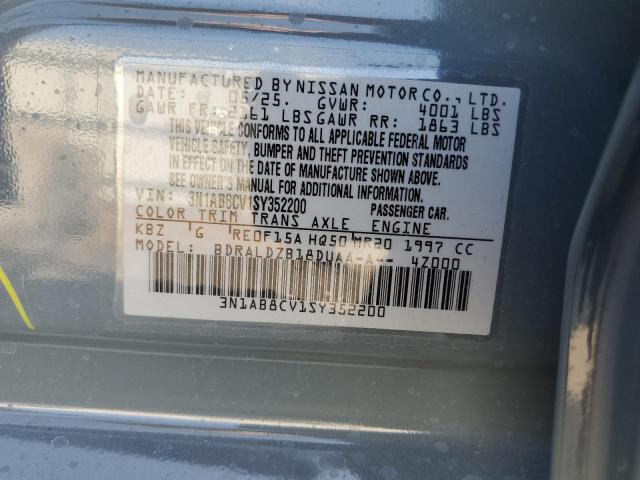 MANUFACTURED BY NISSAN MOTOR CO., LTD.
DATE: 05/25. GVWR: 4001 LBS
GAWR FR: 2161 LBS GAWR RR: 1863 LBS
THIS VEHICLE CONFORMS TO ALL APPLICABLE FEDERAL MOTOR
VEHICLE SAFETY, BUMPER AND THEFT PREVENTION STANDARDS
IN EFFECT ON THE DATE OF MANUFACTURE SHOWN ABOVE.
SEE OWNER'S MANUAL FOR ADDITIONAL INFORMATION
VIN: 3N1AB8CV1SY352200 PASSENGER CAR.
COLOR TRIM TRANS AXLE ENGINE
KBZ G RE0F15A HQ50 MR20 1997 CC
MODEL: BDRALDZB18DUAA-A-- 4Z000
3N1AB8CV1SY352200